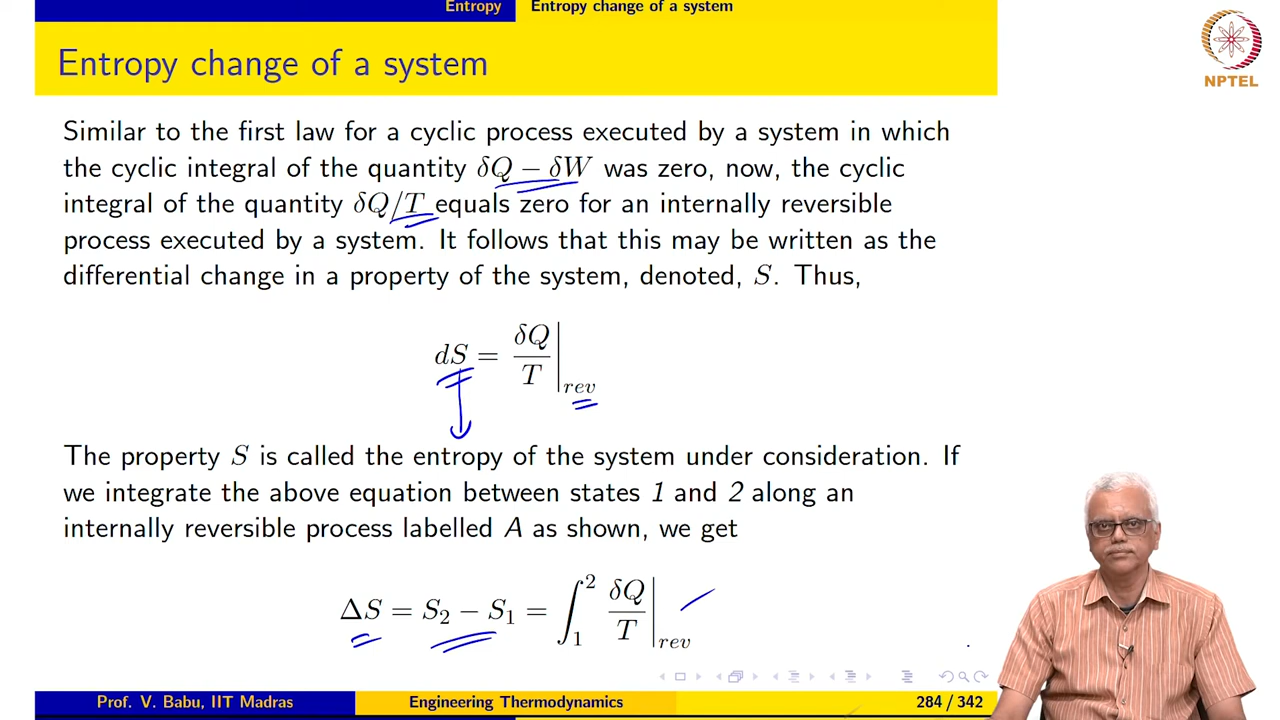 Entropy Entropy change of a system
Entropy change of a system
NPTEL
Similar to the first law for a cyclic process executed by a system in which
the cyclic integral of the quantity δQ − δW was zero, now, the cyclic
integral of the quantity δQ/T equals zero for an internally reversible
process executed by a system. It follows that this may be written as the
differential change in a property of the system, denoted, S. Thus,
dS = δQ/T|rev
The property S is called the entropy of the system under consideration. If
we integrate the above equation between states 1 and 2 along an
internally reversible process labelled A as shown, we get
ΔS = S₂ − S₁ = ∫₁² δQ/T|rev
Prof. V. Babu, IIT Madras Engineering Thermodynamics 284 / 342